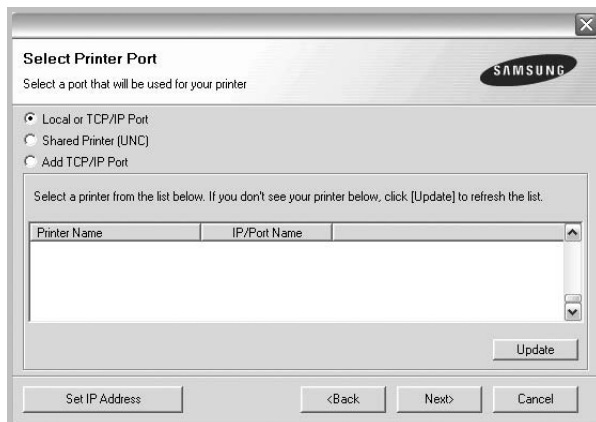 Select Printer Port
Select a port that will be used for your printer
SAMSUNG
Local or TCP/IP Port
Shared Printer (UNC)
Add TCP/IP Port
Select a printer from the list below. If you don't see your printer below, click [Update] to refresh the list.
Printer Name IP/Port Name
Update
Set IP Address <Back Next> Cancel